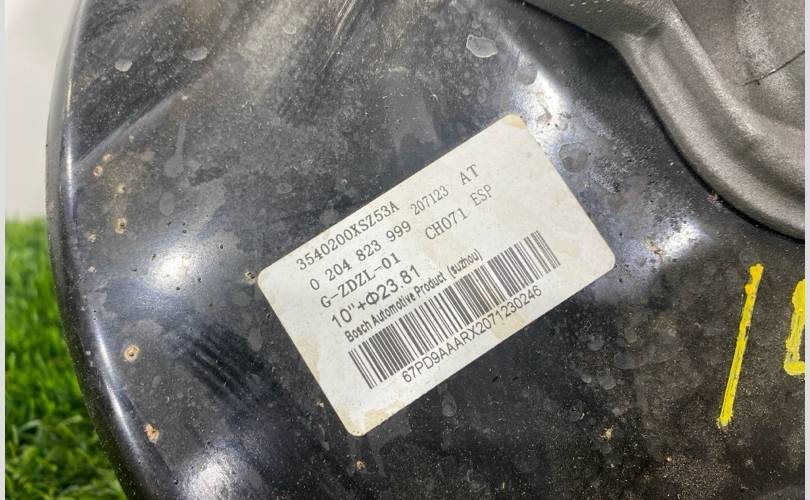 3540200XSZ53A
0 204 823 999 207123 AT
G-ZDZL-01 CH071 ESP
10"+Φ23.81
Bosch Automotive Product (suzhou)
67PD9AAARX2071230246